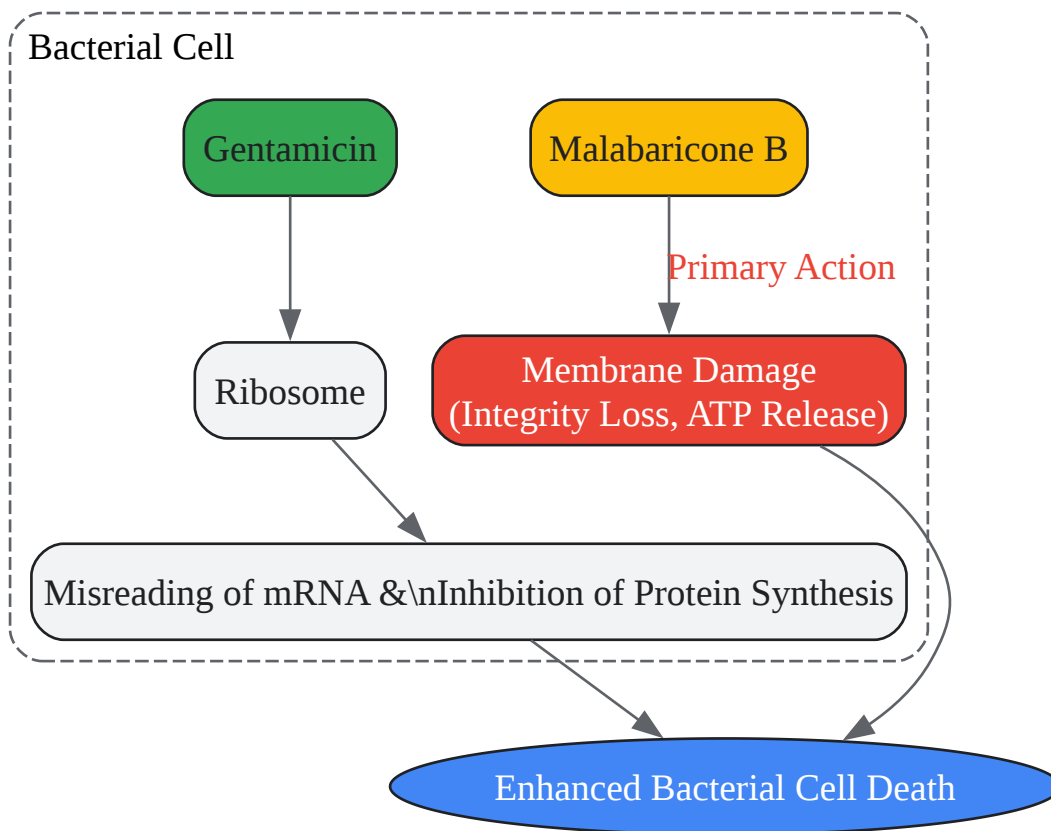 Bacterial Cell
Gentamicin
Malabaricone B
Primary Action
Ribosome
Membrane Damage
(Integrity Loss, ATP Release)
Misreading of mRNA &\nInhibition of Protein Synthesis
Enhanced Bacterial Cell Death